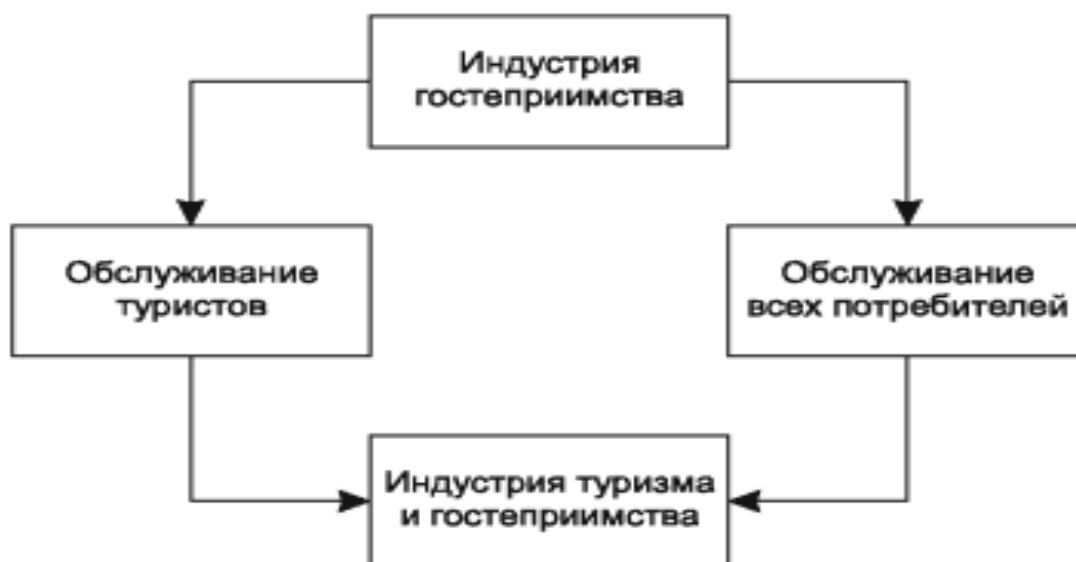 Индустрия
гостеприимства
Обслуживание
туристов
Обслуживание
всех потребителей
Индустрия туризма
и гостеприимства